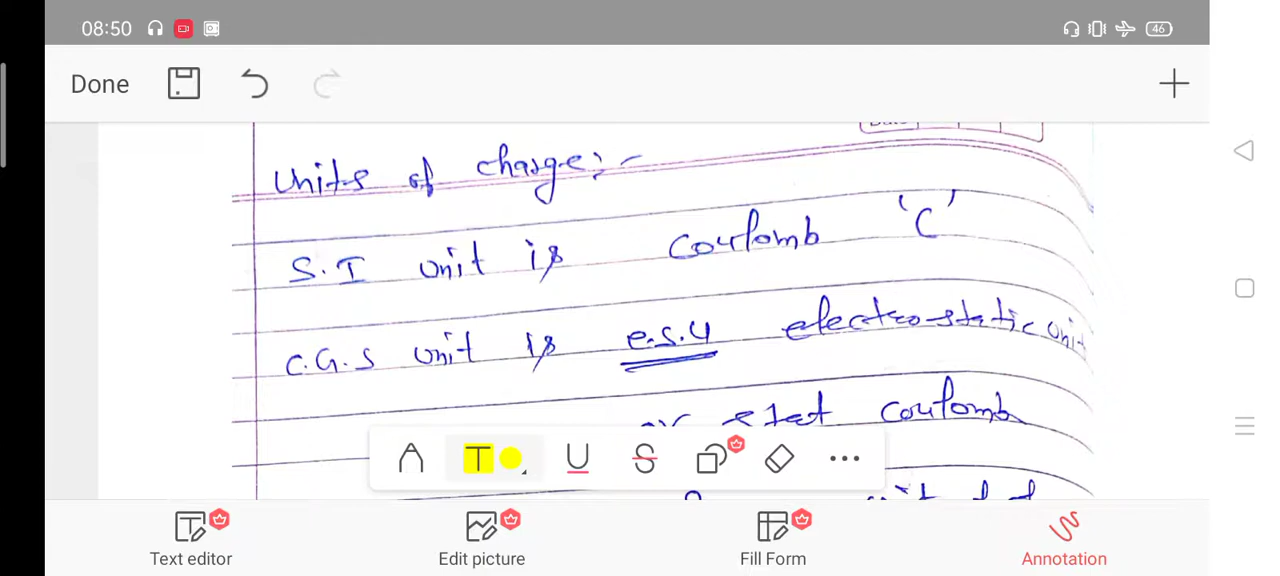 08:50
46
Done
Units of charge:-
S.I unit is Coulomb 'C'
C.G.S unit is e.s.u electro-static unit
or stat coulomb
T
U
S
Text editor
Edit picture
Fill Form
Annotation